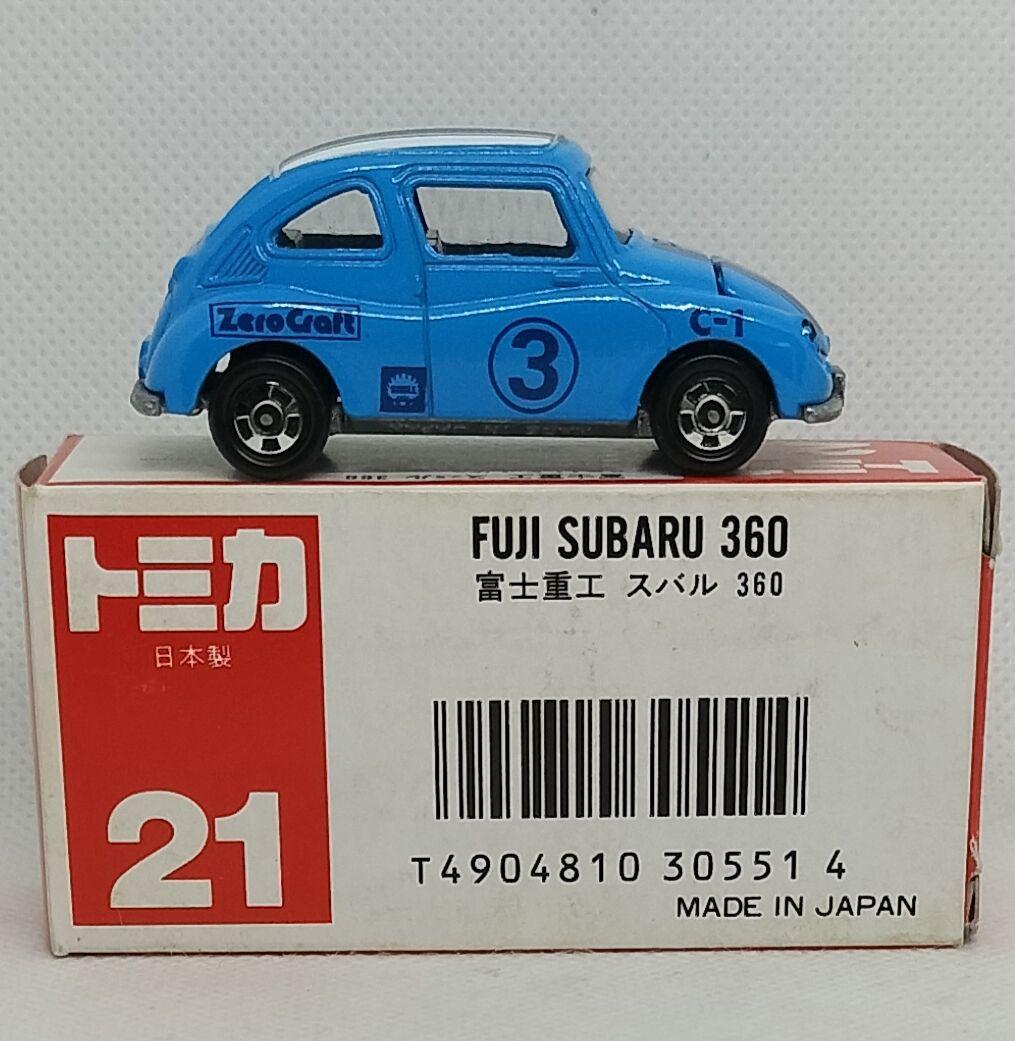 ZeroCraft
3
C-1
トミカ
日本製
21
FUJI SUBARU 360
富士重工 スバル 360
T4904810 30551 4
MADE IN JAPAN